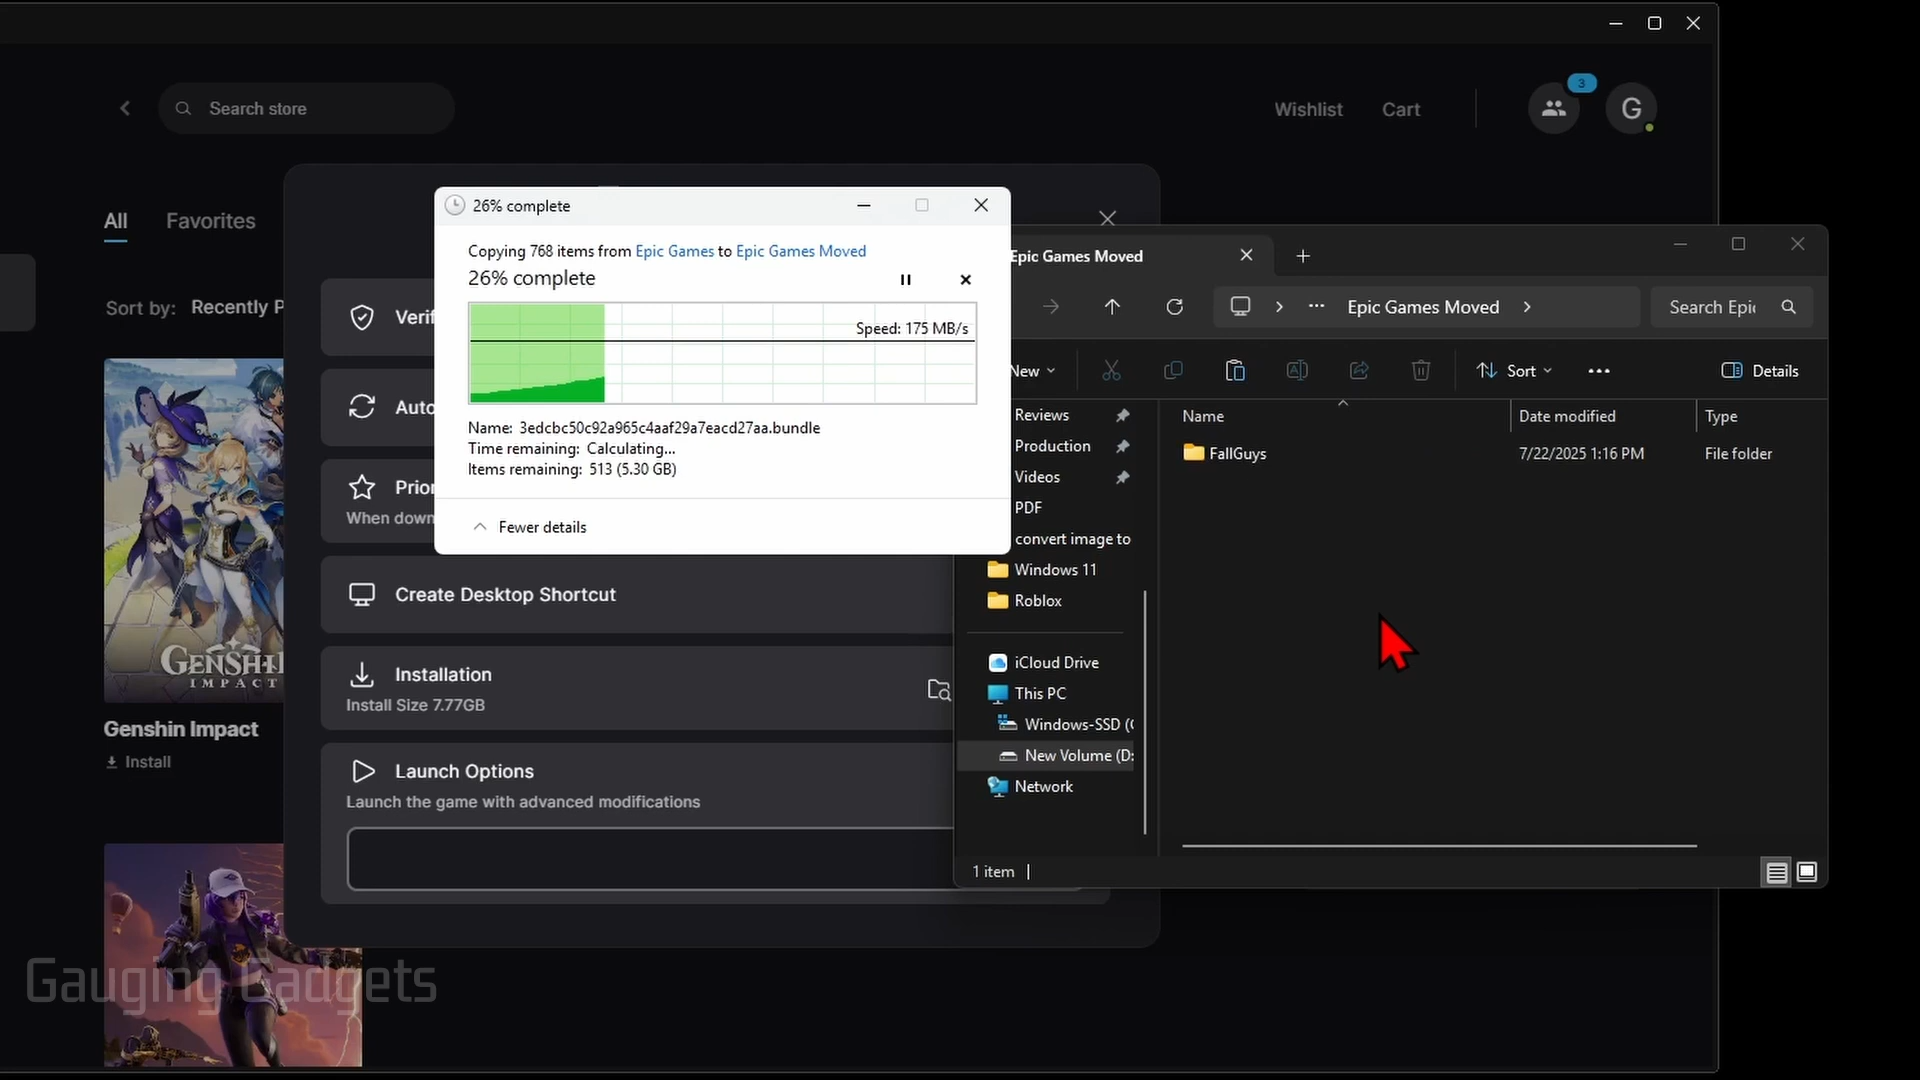 Search store
Wishlist
Cart
3
G
All
Favorites
Sort by: Recently P
Genshin Impact
Install
GENSHI
IMPACT
Verif
Auto
Prior
When down
Create Desktop Shortcut
Installation
Install Size 7.77GB
Launch Options
Launch the game with advanced modifications
26% complete
Copying 768 items from Epic Games to Epic Games Moved
26% complete
Speed: 175 MB/s
Name: 3edcbc50c92a965c4aaf29a7eacd27aa.bundle
Time remaining: Calculating...
Items remaining: 513 (5.30 GB)
Fewer details
Epic Games Moved
Epic Games Moved
Search Epic
New
Sort
Details
Reviews
Production
Videos
PDF
convert image to
Windows 11
Roblox
iCloud Drive
This PC
Windows-SSD (C
New Volume (D:
Network
Name
Date modified
Type
FallGuys
7/22/2025 1:16 PM
File folder
1 item
Gauging Gadgets